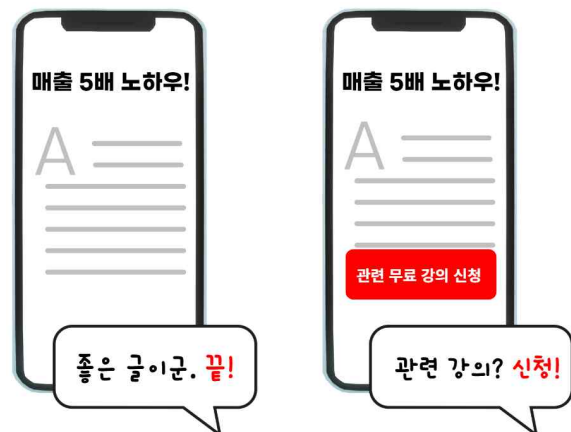 매출 5배 노하우!
A
좋은 글이군. 끝!
매출 5배 노하우!
A
관련 무료 강의 신청
관련 강의? 신청!